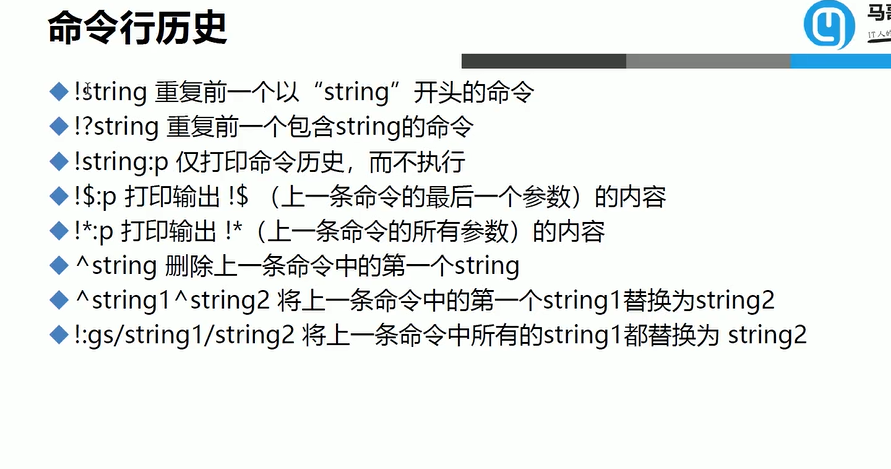 命令行历史
马哥
IT人的
!string 重复前一个以“string”开头的命令
!?string 重复前一个包含string的命令
!string:p 仅打印命令历史，而不执行
!$:p 打印输出 !$ （上一条命令的最后一个参数）的内容
!*:p 打印输出 !*（上一条命令的所有参数）的内容
^string 删除上一条命令中的第一个string
^string1^string2 将上一条命令中的第一个string1替换为string2
!:gs/string1/string2 将上一条命令中所有的string1都替换为 string2